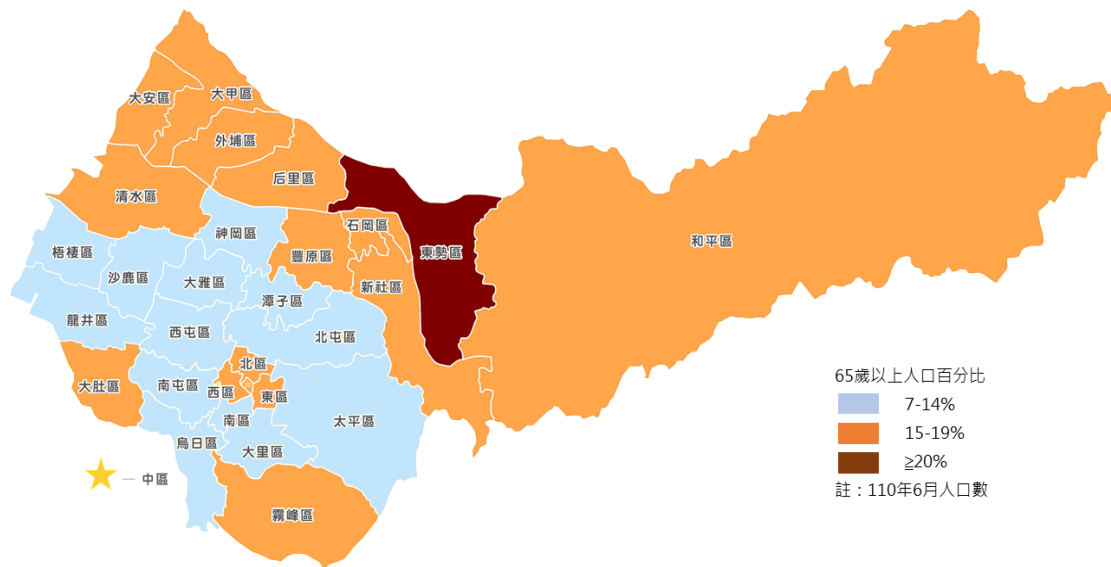 大安區
大甲區
外埔區
后里區
清水區
石岡區
神岡區
東勢區
和平區
豐原區
梧棲區
沙鹿區
大雅區
新社區
潭子區
龍井區
西屯區
北屯區
北區
大肚區
南屯區
西區
東區
南區
太平區
烏日區
大里區
中區
霧峰區
65歲以上人口百分比
7-14%
15-19%
≧20%
註：110年6月人口數